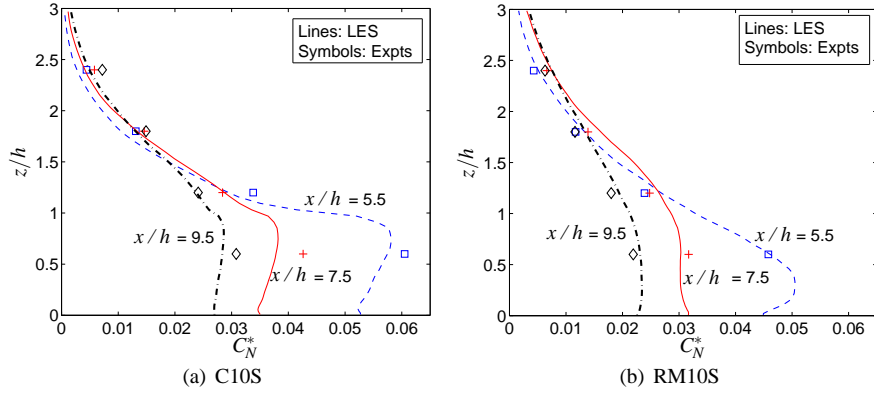 3
2.5
2
1.5
1
0.5
0
z/h
0 0.01 0.02 0.03 0.04 0.05 0.06
C*N
Lines: LES
Symbols: Expts
x/h = 5.5
x/h = 9.5
x/h = 7.5
(a) C10S
3
2.5
2
1.5
1
0.5
0
z/h
0 0.01 0.02 0.03 0.04 0.05 0.06
C*N
Lines: LES
Symbols: Expts
x/h = 9.5
x/h = 5.5
x/h = 7.5
(b) RM10S